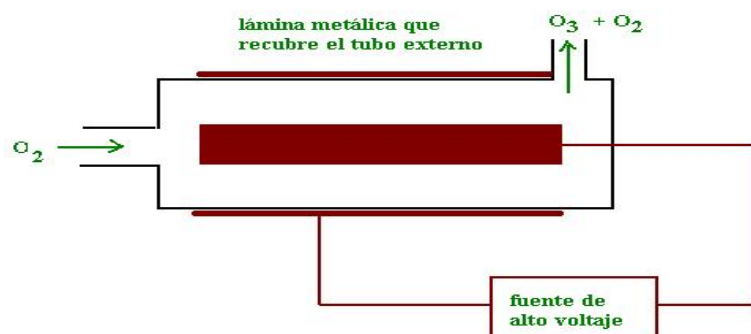 lámina metálica que
recubre el tubo externo
O3 + O2
O2
fuente de
alto voltaje